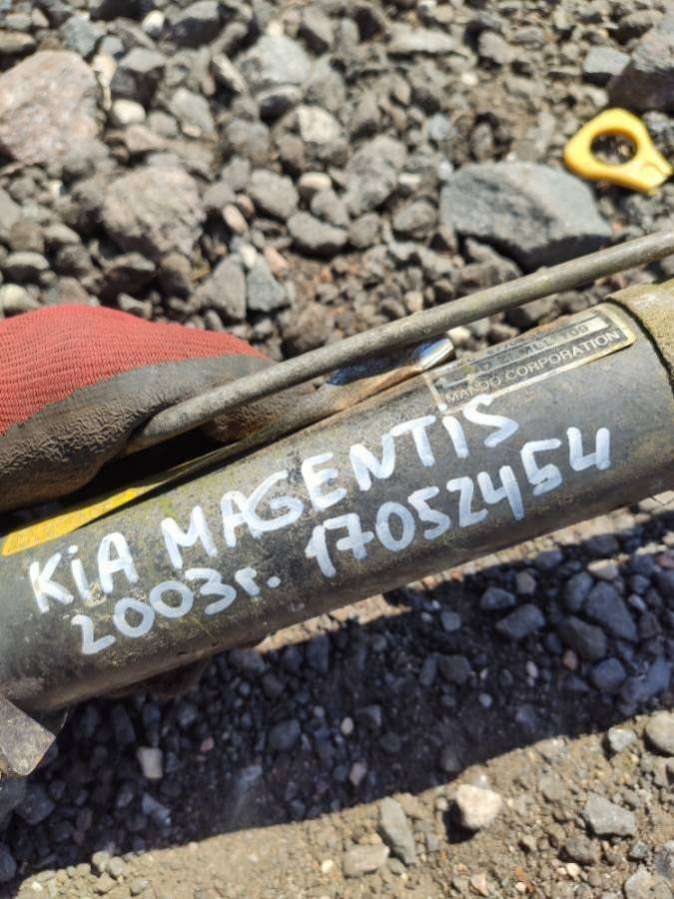 MANDO CORPORATION
KiA MAGENTiS
2003г. 17052454